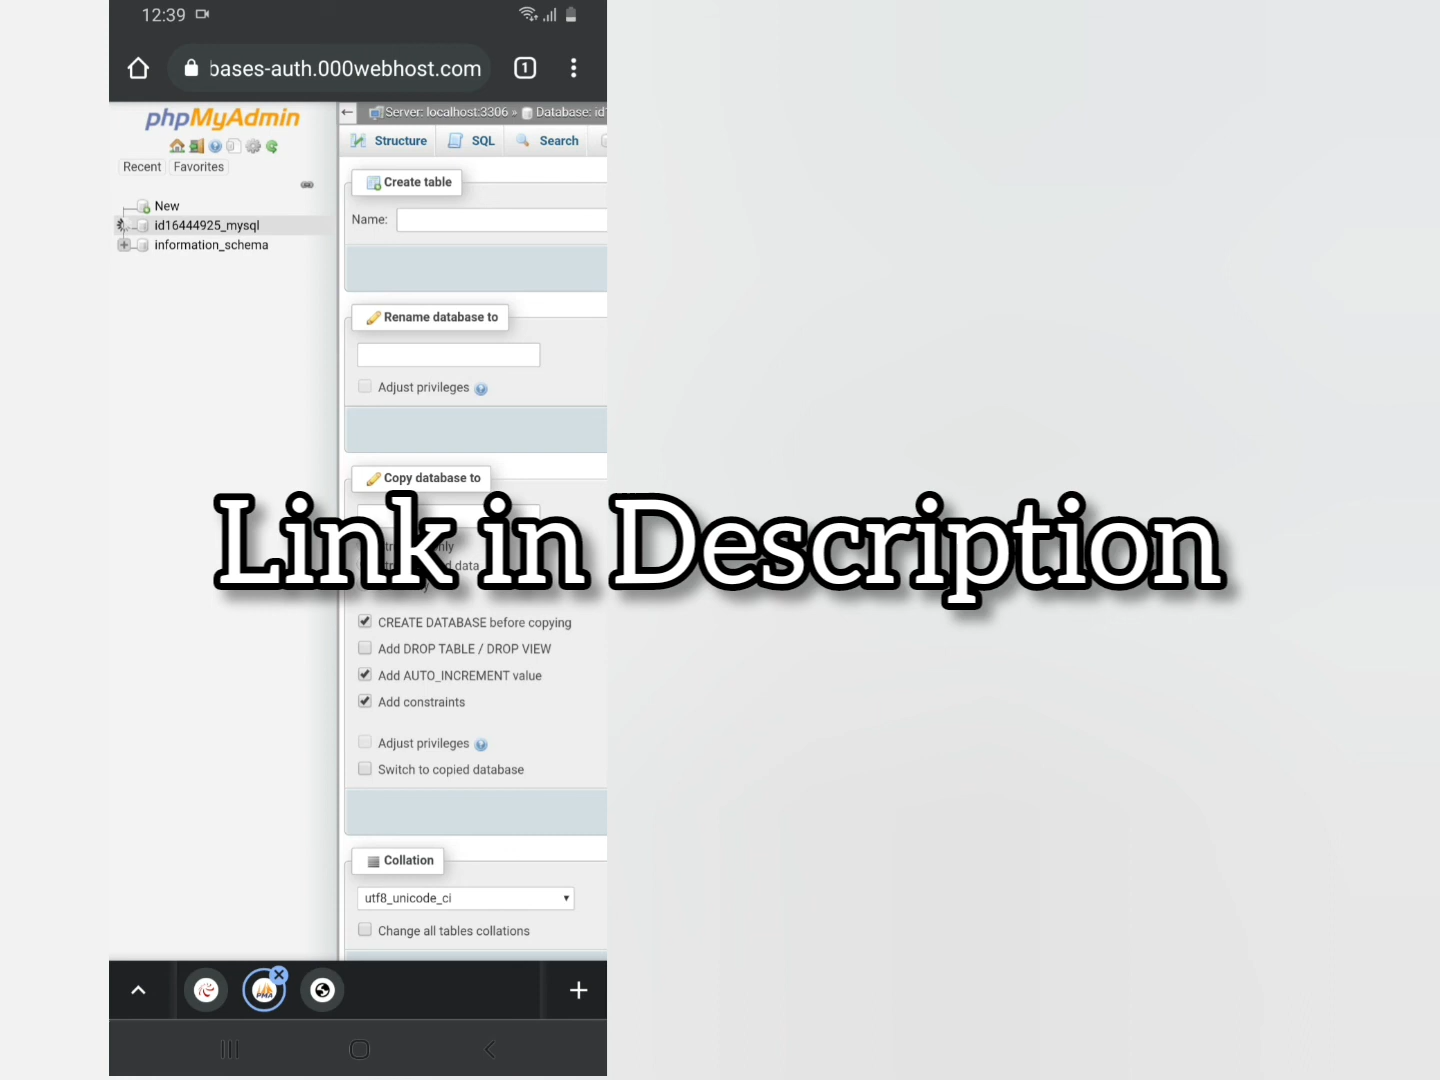 12:39
bases-auth.000webhost.com
1
phpMyAdmin
Recent Favorites
New
id16444925_mysql
information_schema
Server: localhost:3306 » Database: id
Structure SQL Search
Create table
Name:
Rename database to
Adjust privileges
Copy database to
Link in Description
CREATE DATABASE before copying
Add DROP TABLE / DROP VIEW
Add AUTO_INCREMENT value
Add constraints
Adjust privileges
Switch to copied database
Collation
utf8_unicode_ci
Change all tables collations
PMA